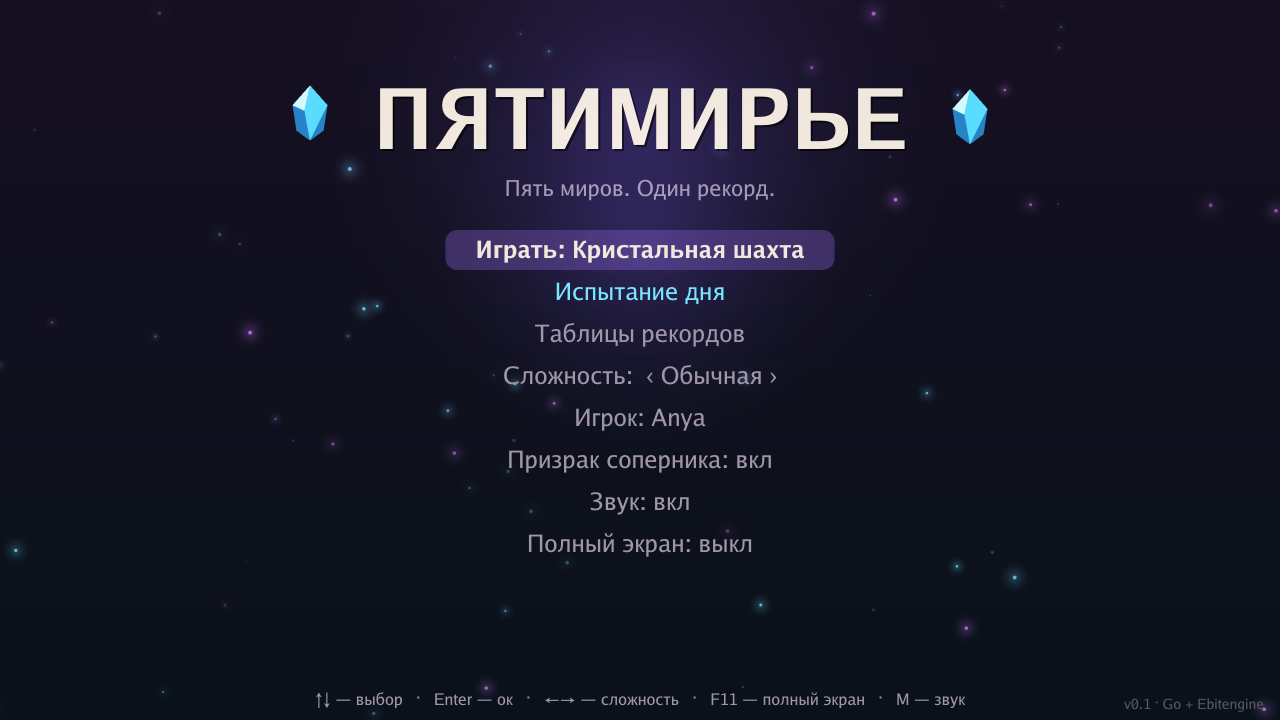 ПЯТИМИРЬЕ
Пять миров. Один рекорд.
Играть: Кристальная шахта
Испытание дня
Таблицы рекордов
Сложность: ‹ Обычная ›
Игрок: Anya
Призрак соперника: вкл
Звук: вкл
Полный экран: выкл
↑↓ — выбор · Enter — ок · ←→ — сложность · F11 — полный экран · M — звук
v0.1 · Go + Ebitengine